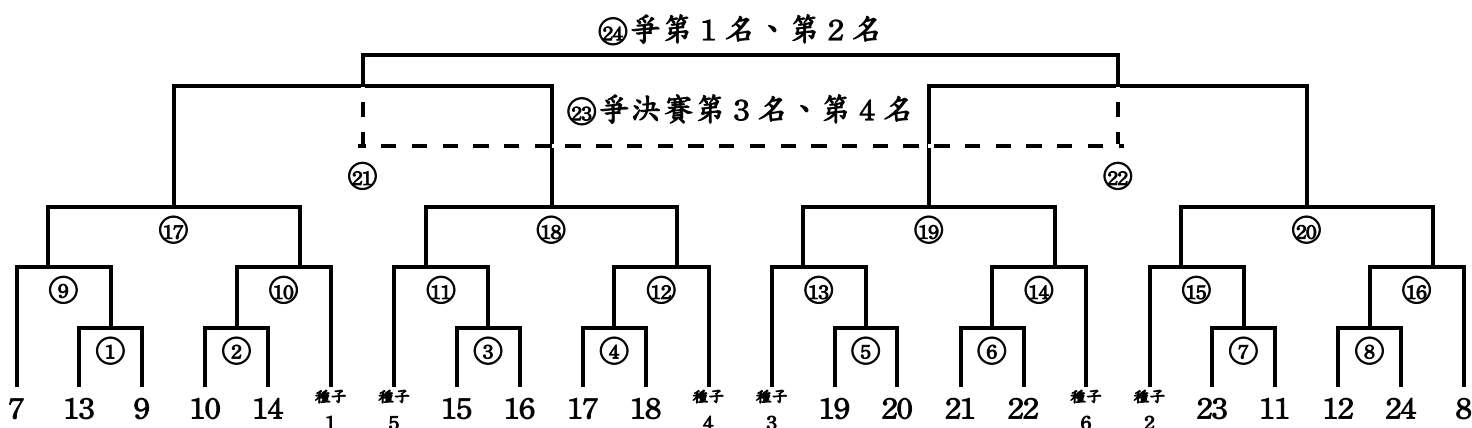 ㉔爭第1名、第2名
㉓爭決賽第3名、第4名
㉑ ㉒
⑰ ⑱ ⑲ ⑳
⑨ ⑩ ⑪ ⑫ ⑬ ⑭ ⑮ ⑯
① ② ③ ④ ⑤ ⑥ ⑦ ⑧
7 13 9 10 14 種子1 種子5 15 16 17 18 種子4 種子3 19 20 21 22 種子6 種子2 23 11 12 24 8